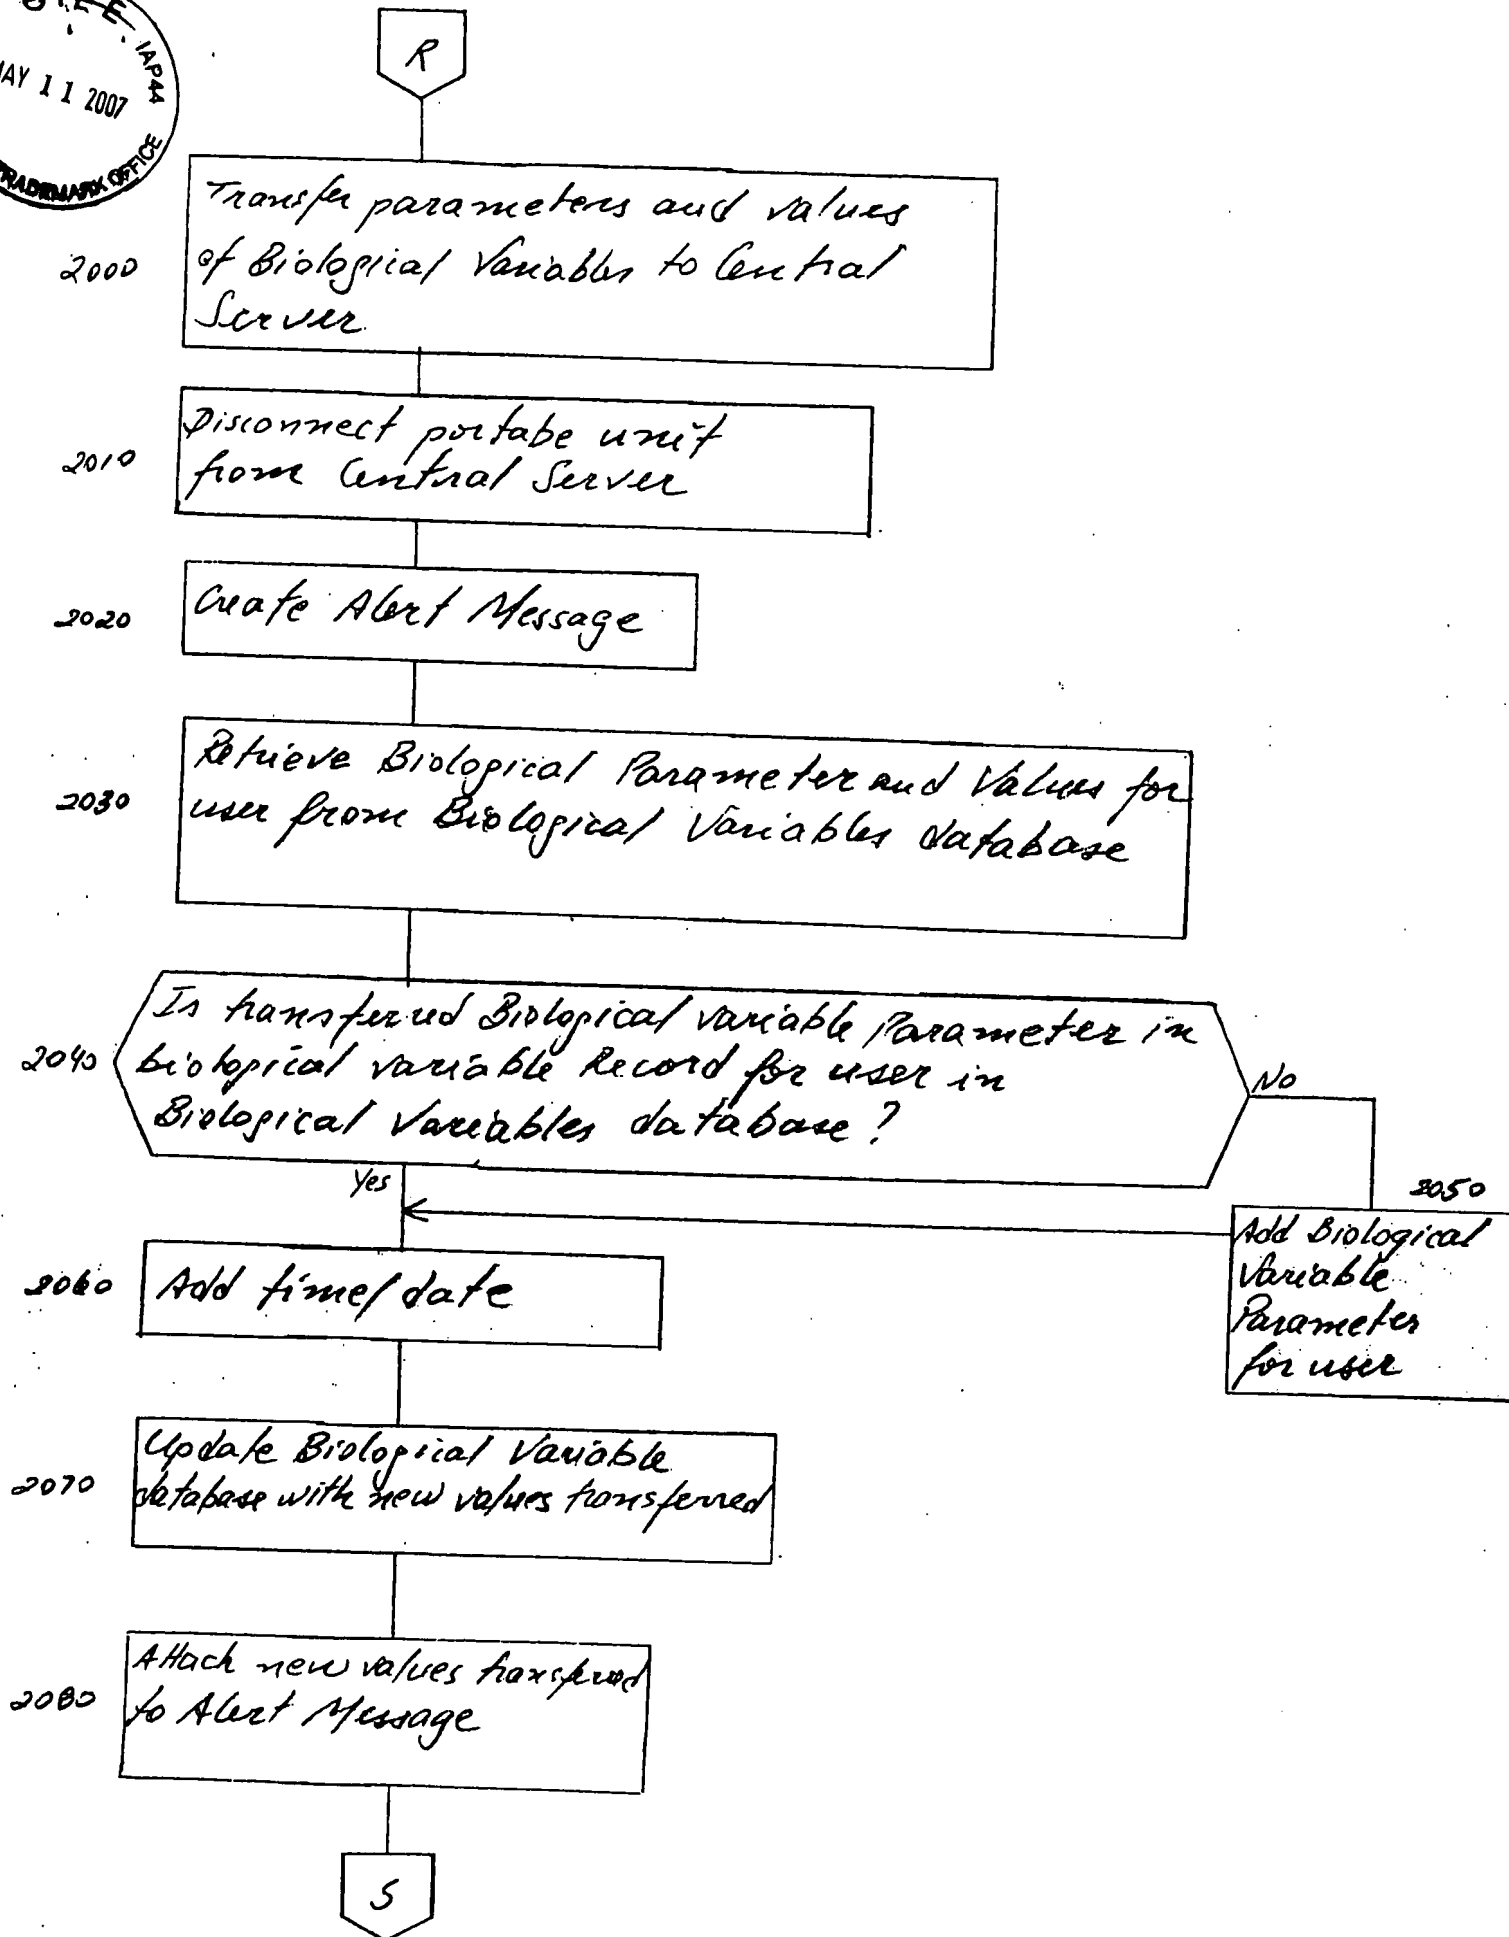 IAP44
MAY 11 2007
TRADEMARK OFFICE
R
2000
Transfer parameters and values
of Biological Variables to Central
Server.
2010
Disconnect portabe unit
from Central Server
2020
Create Alert Message
2030
Retrieve Biological Parameter and Values for
user from Biological Variables database
2040
Is transferred Biological variable Parameter in
biological variable Record for user in
Biological Variables database?
No
Yes
2050
Add Biological
Variable
Parameter
for user
2060
Add time/date
2070
Update Biological Variable
database with new values transferred
2080
Attach new values transferred
to Alert Message
S